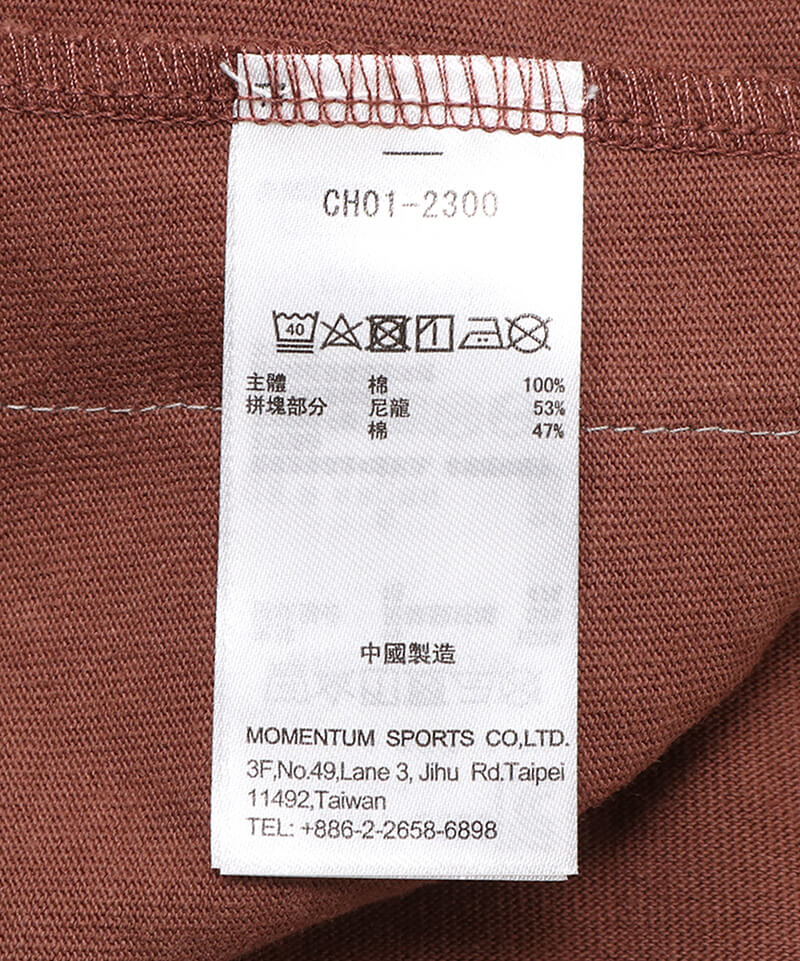 CH01-2300
40
主體 棉 100%
拼塊部分 尼龍 53%
棉 47%
中國製造
MOMENTUM SPORTS CO,LTD.
3F,No.49,Lane 3, Jihu Rd.Taipei
11492,Taiwan
TEL: +886-2-2658-6898